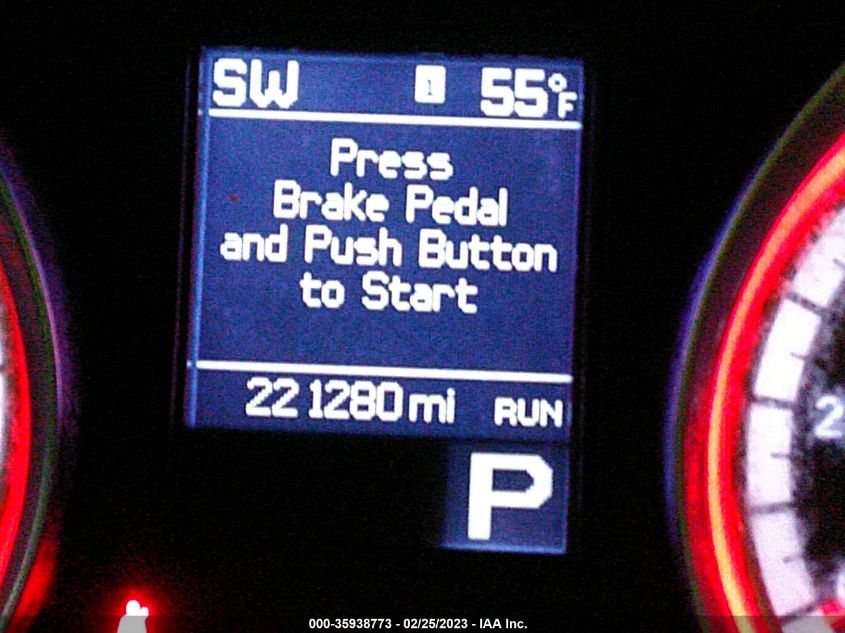 SW 1 55°F
Press
Brake Pedal
and Push Button
to Start
221280 mi RUN
P
2
000-35938773 - 02/25/2023 - IAA Inc.